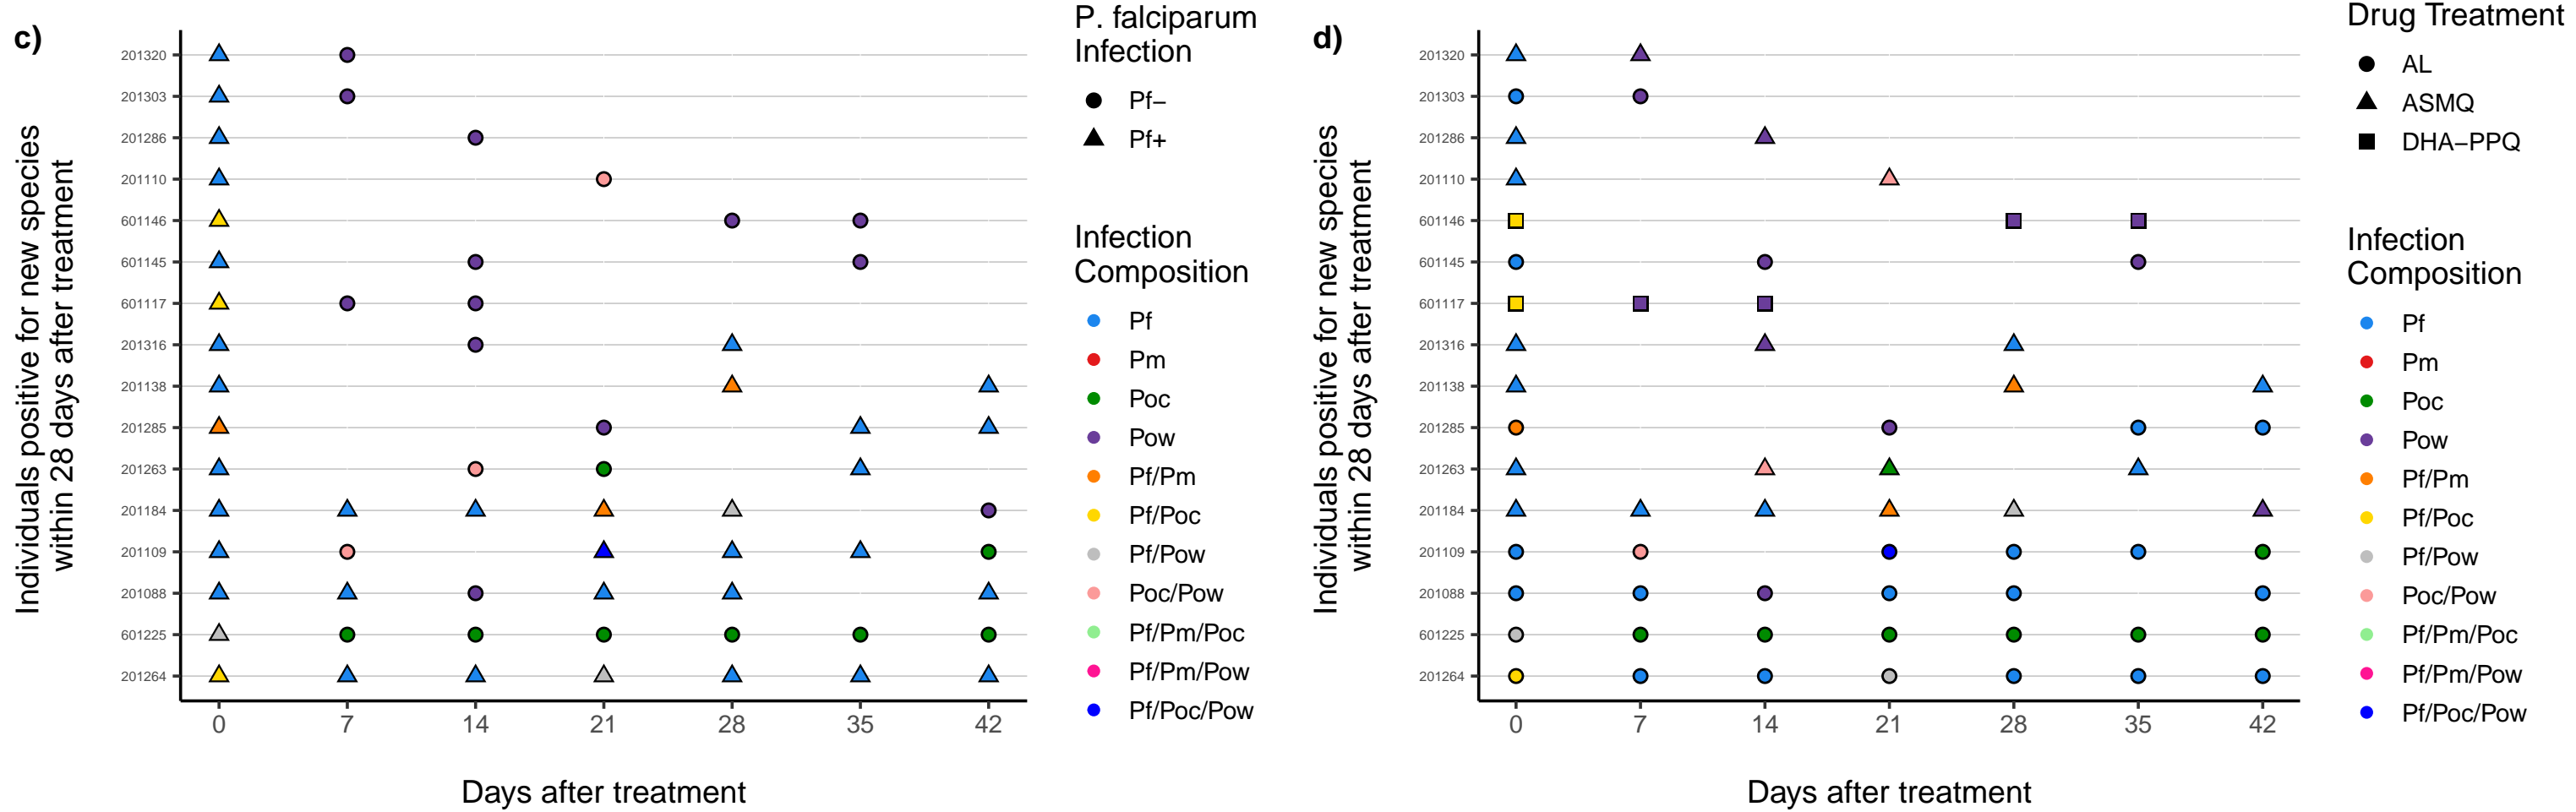 c)
Individuals positive for new species
within 28 days after treatment
201320
201303
201286
201110
601146
601145
601117
201316
201138
201285
201263
201184
201109
201088
601225
201264
0 7 14 21 28 35 42
Days after treatment
P. falciparum
Infection
Pf−
Pf+
Infection
Composition
Pf
Pm
Poc
Pow
Pf/Pm
Pf/Poc
Pf/Pow
Poc/Pow
Pf/Pm/Poc
Pf/Pm/Pow
Pf/Poc/Pow
d)
Individuals positive for new species
within 28 days after treatment
201320
201303
201286
201110
601146
601145
601117
201316
201138
201285
201263
201184
201109
201088
601225
201264
0 7 14 21 28 35 42
Days after treatment
Drug Treatment
AL
ASMQ
DHA−PPQ
Infection
Composition
Pf
Pm
Poc
Pow
Pf/Pm
Pf/Poc
Pf/Pow
Poc/Pow
Pf/Pm/Poc
Pf/Pm/Pow
Pf/Poc/Pow